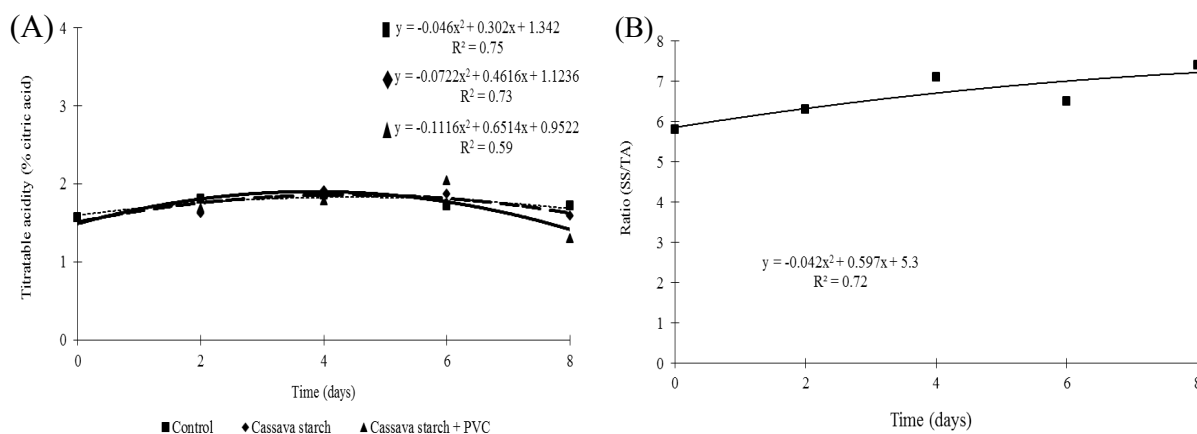 (A)
Titratable acidity (% citric acid)
4
3
2
1
0
y = -0.046x² + 0.302x + 1.342
R² = 0.75
y = -0.0722x² + 0.4616x + 1.1236
R² = 0.73
y = -0.1116x² + 0.6514x + 0.9522
R² = 0.59
0 2 4 6 8
Time (days)
Control Cassava starch Cassava starch + PVC
(B)
Ratio (SS/TA)
8
7
6
5
4
3
2
1
0
y = -0.042x² + 0.597x + 5.3
R² = 0.72
0 2 4 6 8
Time (days)